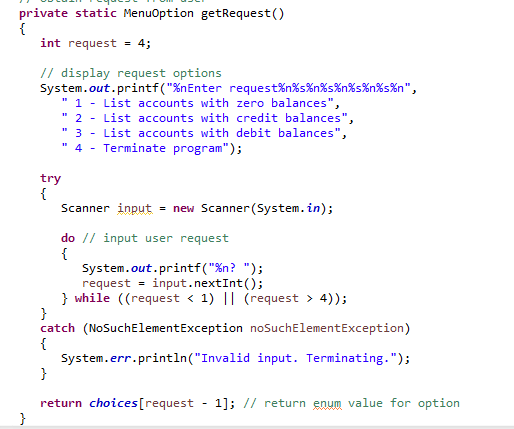 private static MenuOption getRequest()
{
int request = 4;
// display request options
System.out.printf("%nEnter request%n%s%n%s%n%s%n%s%n",
" 1 - List accounts with zero balances",
" 2 - List accounts with credit balances",
" 3 - List accounts with debit balances",
" 4 - Terminate program");
try
{
Scanner input = new Scanner(System.in);
do // input user request
{
System.out.printf("%n? ");
request = input.nextInt();
} while ((request < 1) || (request > 4));
}
catch (NoSuchElementException noSuchElementException)
{
System.err.println("Invalid input. Terminating.");
}
return choices[request - 1]; // return enum value for option
}